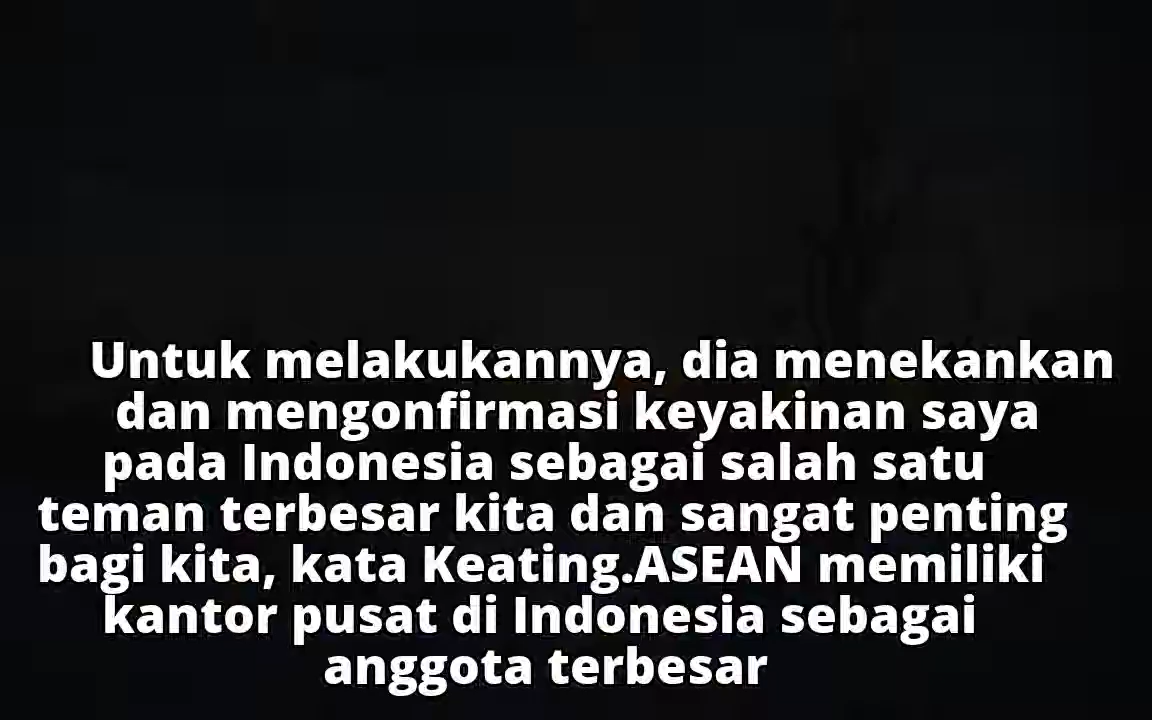 Untuk melakukannya, dia menekankan
dan mengonfirmasi keyakinan saya
pada Indonesia sebagai salah satu
teman terbesar kita dan sangat penting
bagi kita, kata Keating.ASEAN memiliki
kantor pusat di Indonesia sebagai
anggota terbesar